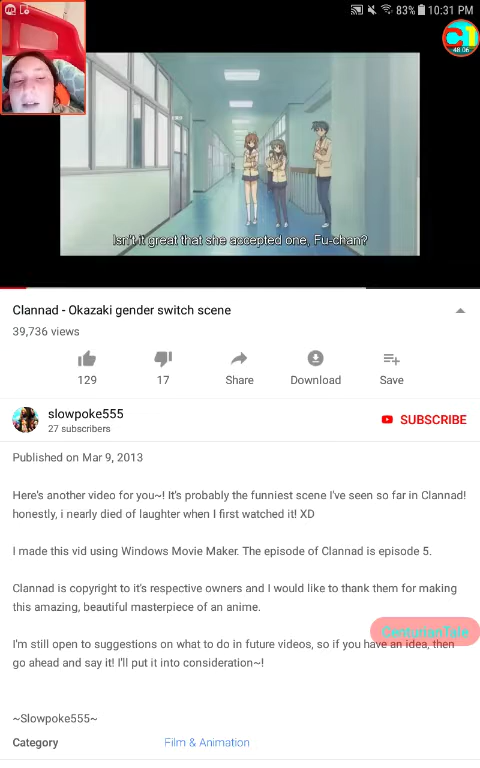 83% 10:31 PM
C1
48:06
Isn't it great that she accepted one, Fu-chan?
Clannad - Okazaki gender switch scene
39,736 views
129 17 Share Download Save
slowpoke555
27 subscribers
SUBSCRIBE
Published on Mar 9, 2013
Here's another video for you~! It's probably the funniest scene I've seen so far in Clannad!
honestly, i nearly died of laughter when I first watched it! XD
I made this vid using Windows Movie Maker. The episode of Clannad is episode 5.
Clannad is copyright to it's respective owners and I would like to thank them for making
this amazing, beautiful masterpiece of an anime.
CenturianTale
I'm still open to suggestions on what to do in future videos, so if you have an idea, then
go ahead and say it! I'll put it into consideration~!
~Slowpoke555~
Category Film & Animation